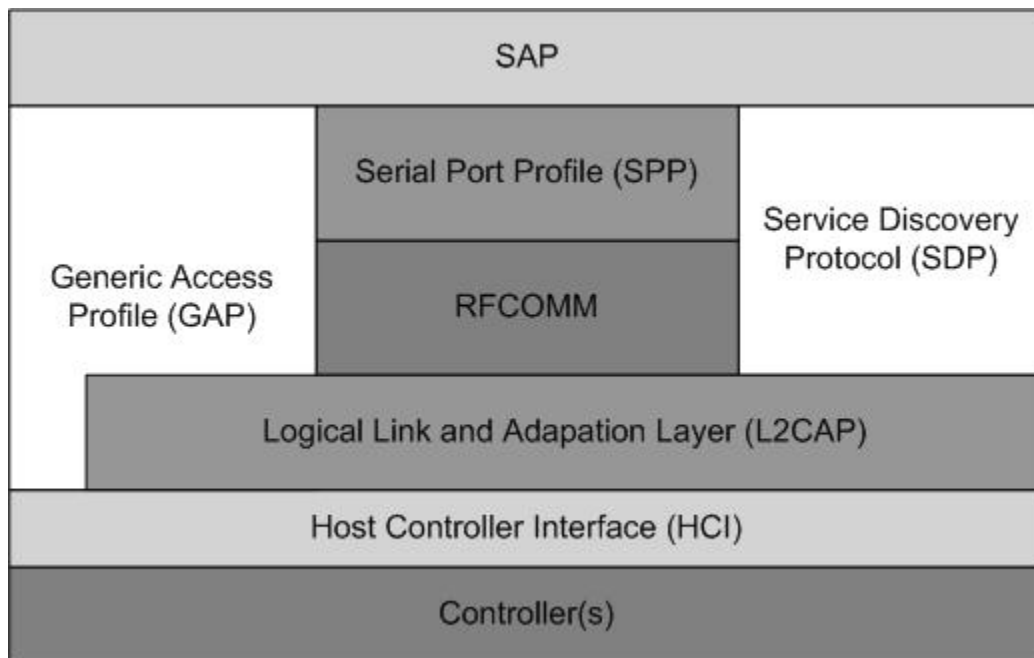 SAP
Serial Port Profile (SPP)
Service Discovery
Protocol (SDP)
Generic Access
Profile (GAP)
RFCOMM
Logical Link and Adapation Layer (L2CAP)
Host Controller Interface (HCI)
Controller(s)